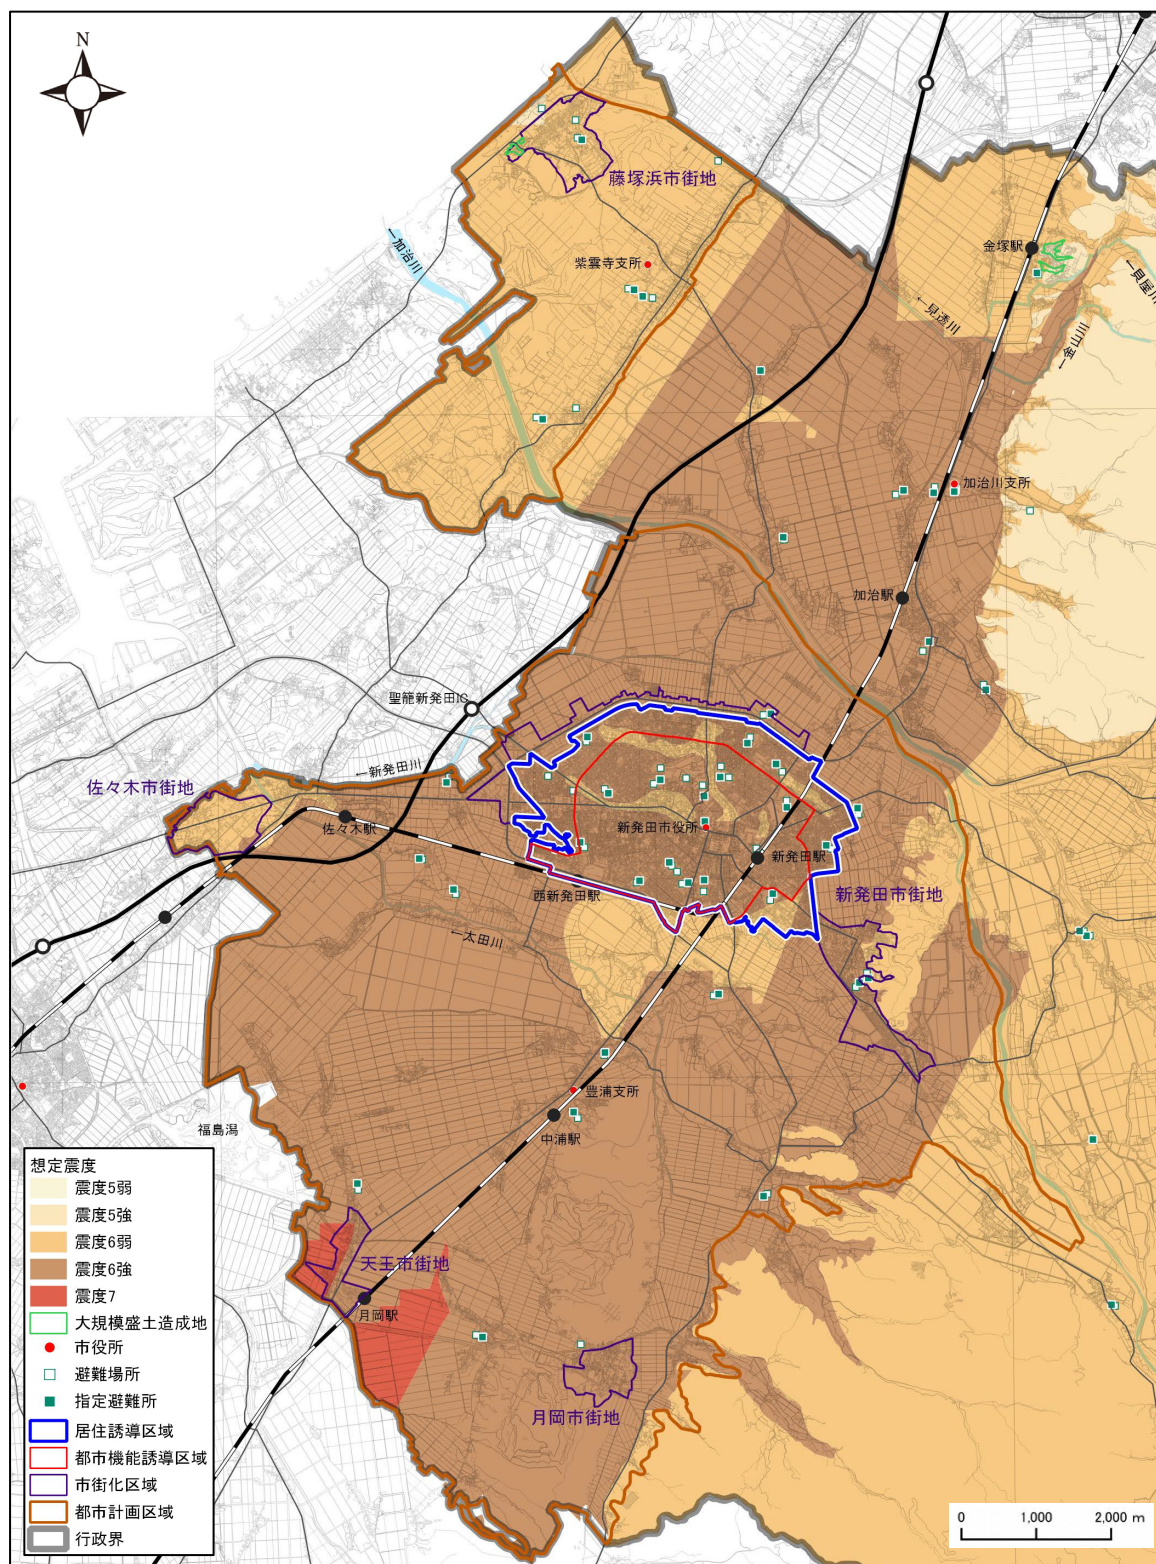 N
藤塚浜市街地
←加治川
紫雲寺支所
金塚駅
←貝屋川
←見透川
←金山川
加治川支所
加治駅
聖籠新発田IC
←新発田川
佐々木市街地
佐々木駅
新発田市役所
新発田駅
西新発田駅
新発田市街地
←太田川
豊浦支所
中浦駅
福島潟
天王市街地
月岡駅
月岡市街地
想定震度
震度5弱
震度5強
震度6弱
震度6強
震度7
大規模盛土造成地
市役所
避難場所
指定避難所
居住誘導区域
都市機能誘導区域
市街化区域
都市計画区域
行政界
0 1,000 2,000 m